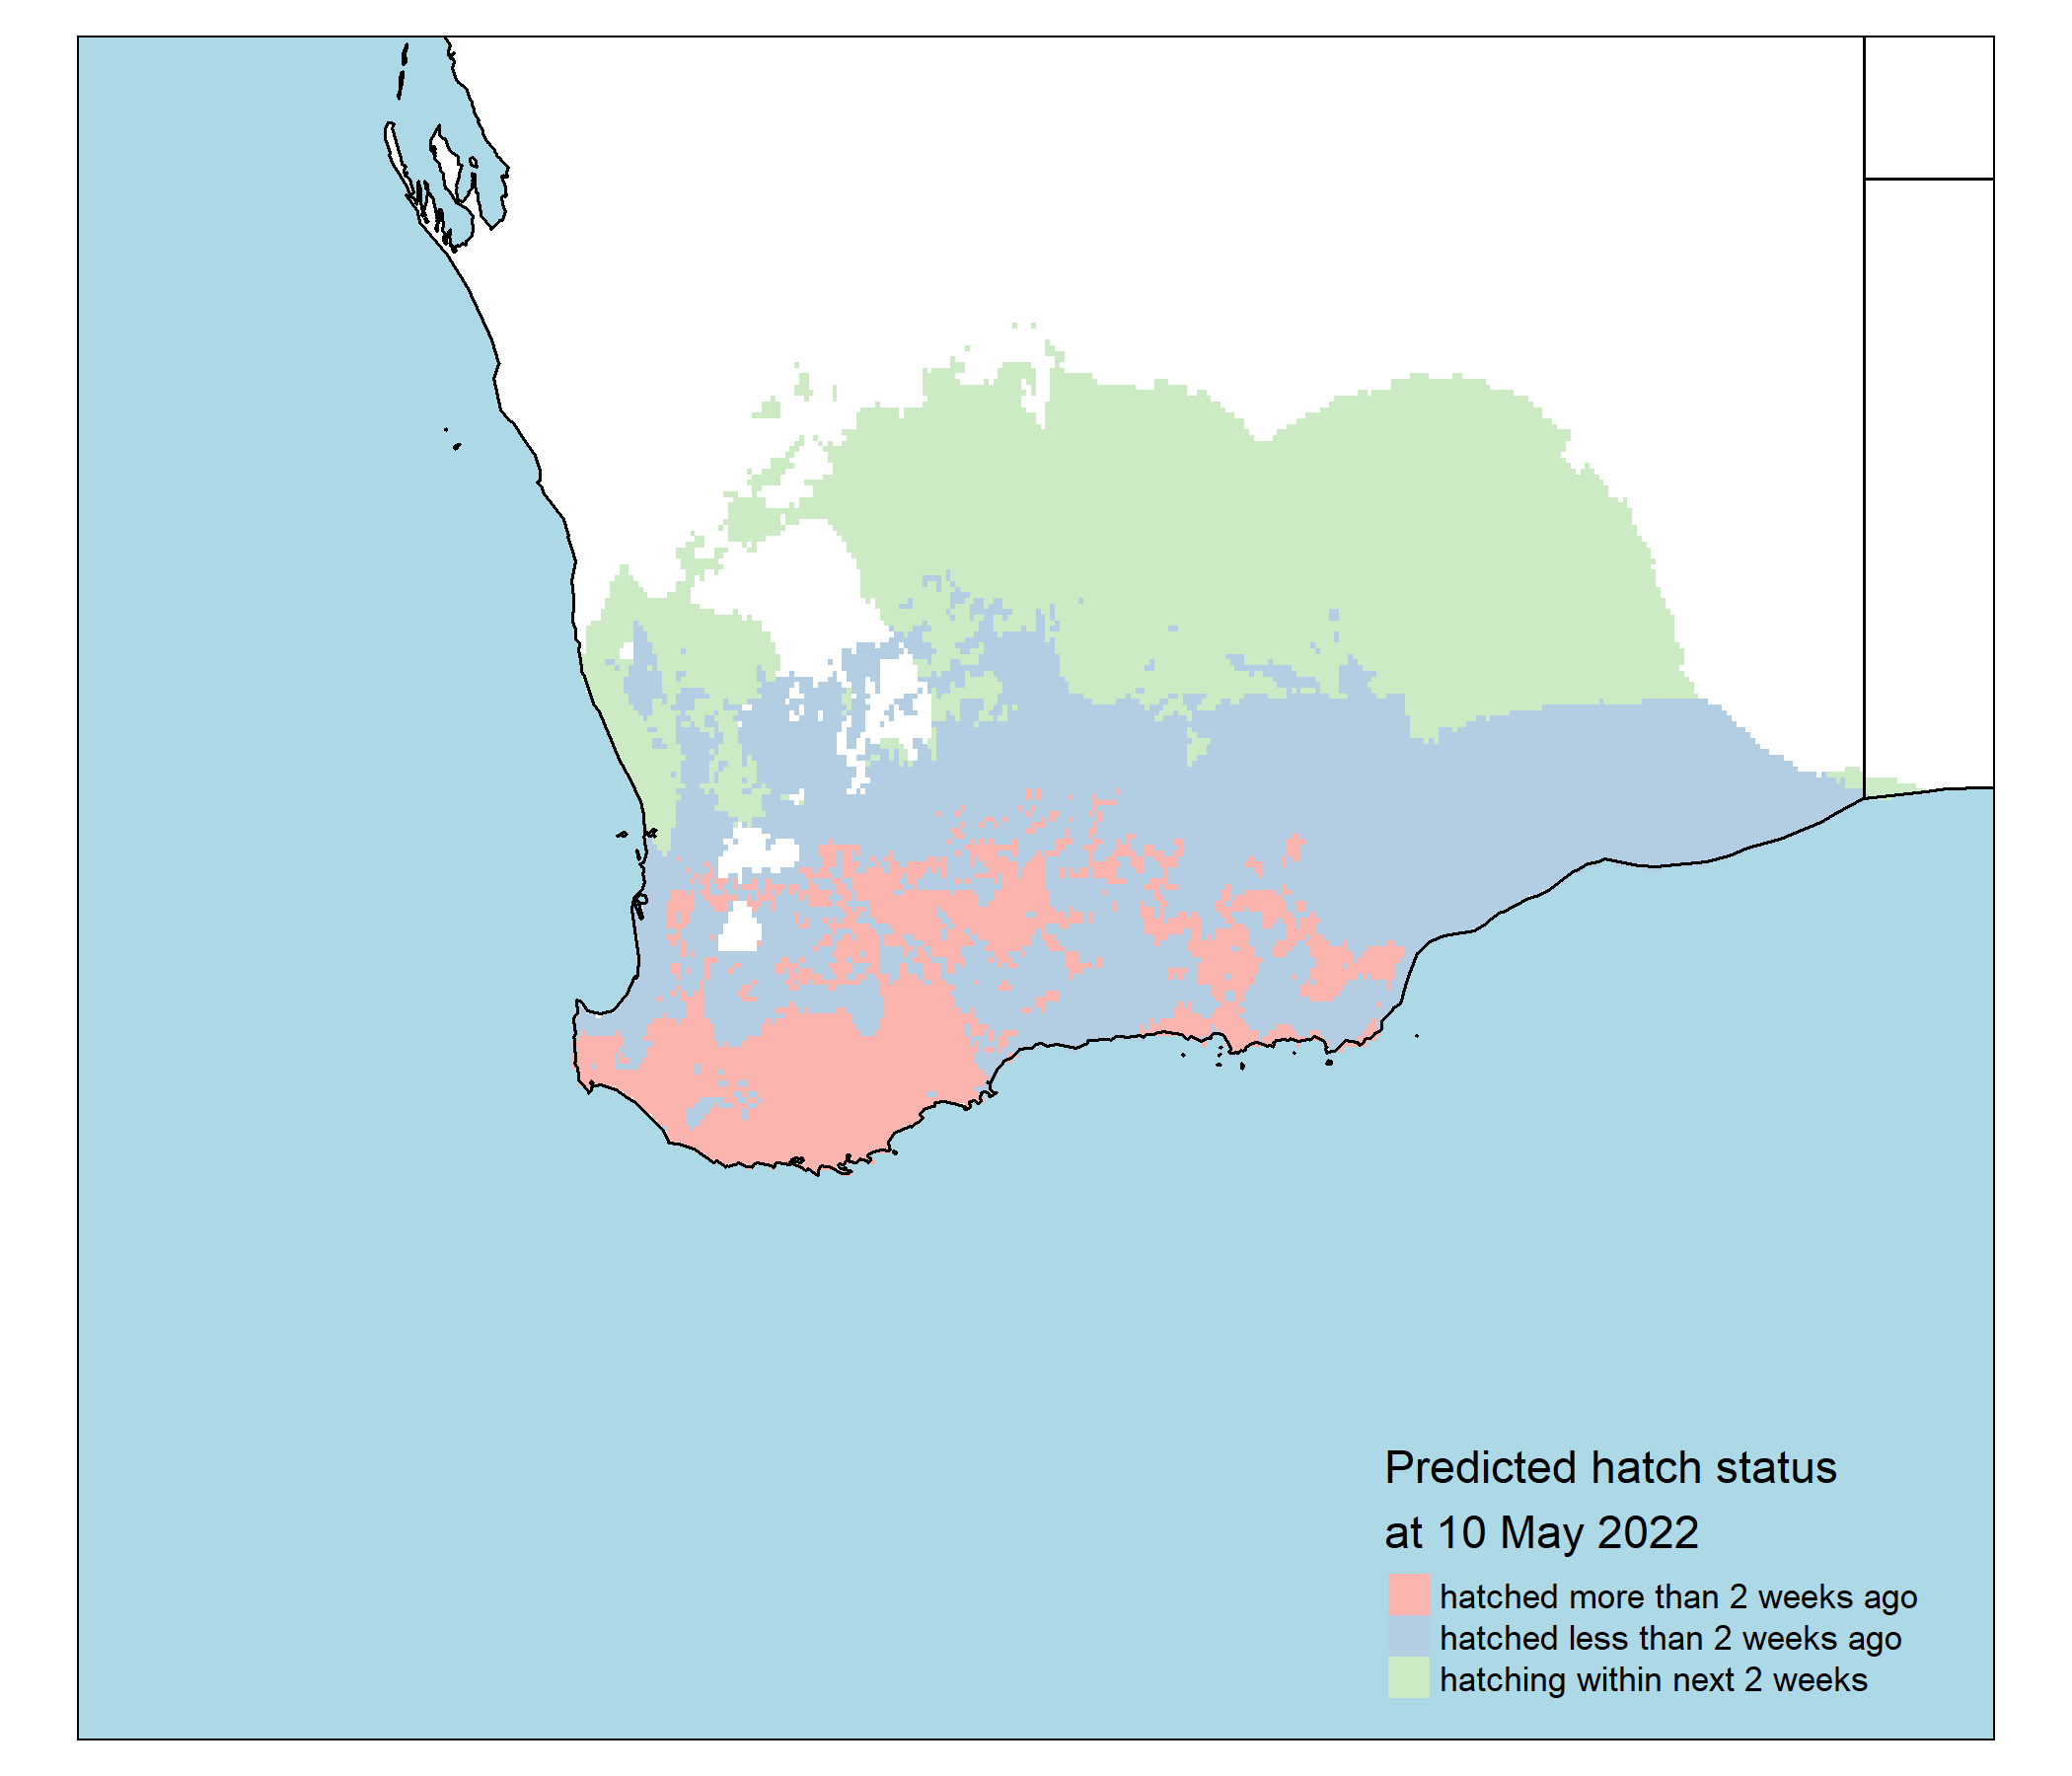 Predicted hatch status
at 10 May 2022
hatched more than 2 weeks ago
hatched less than 2 weeks ago
hatching within next 2 weeks